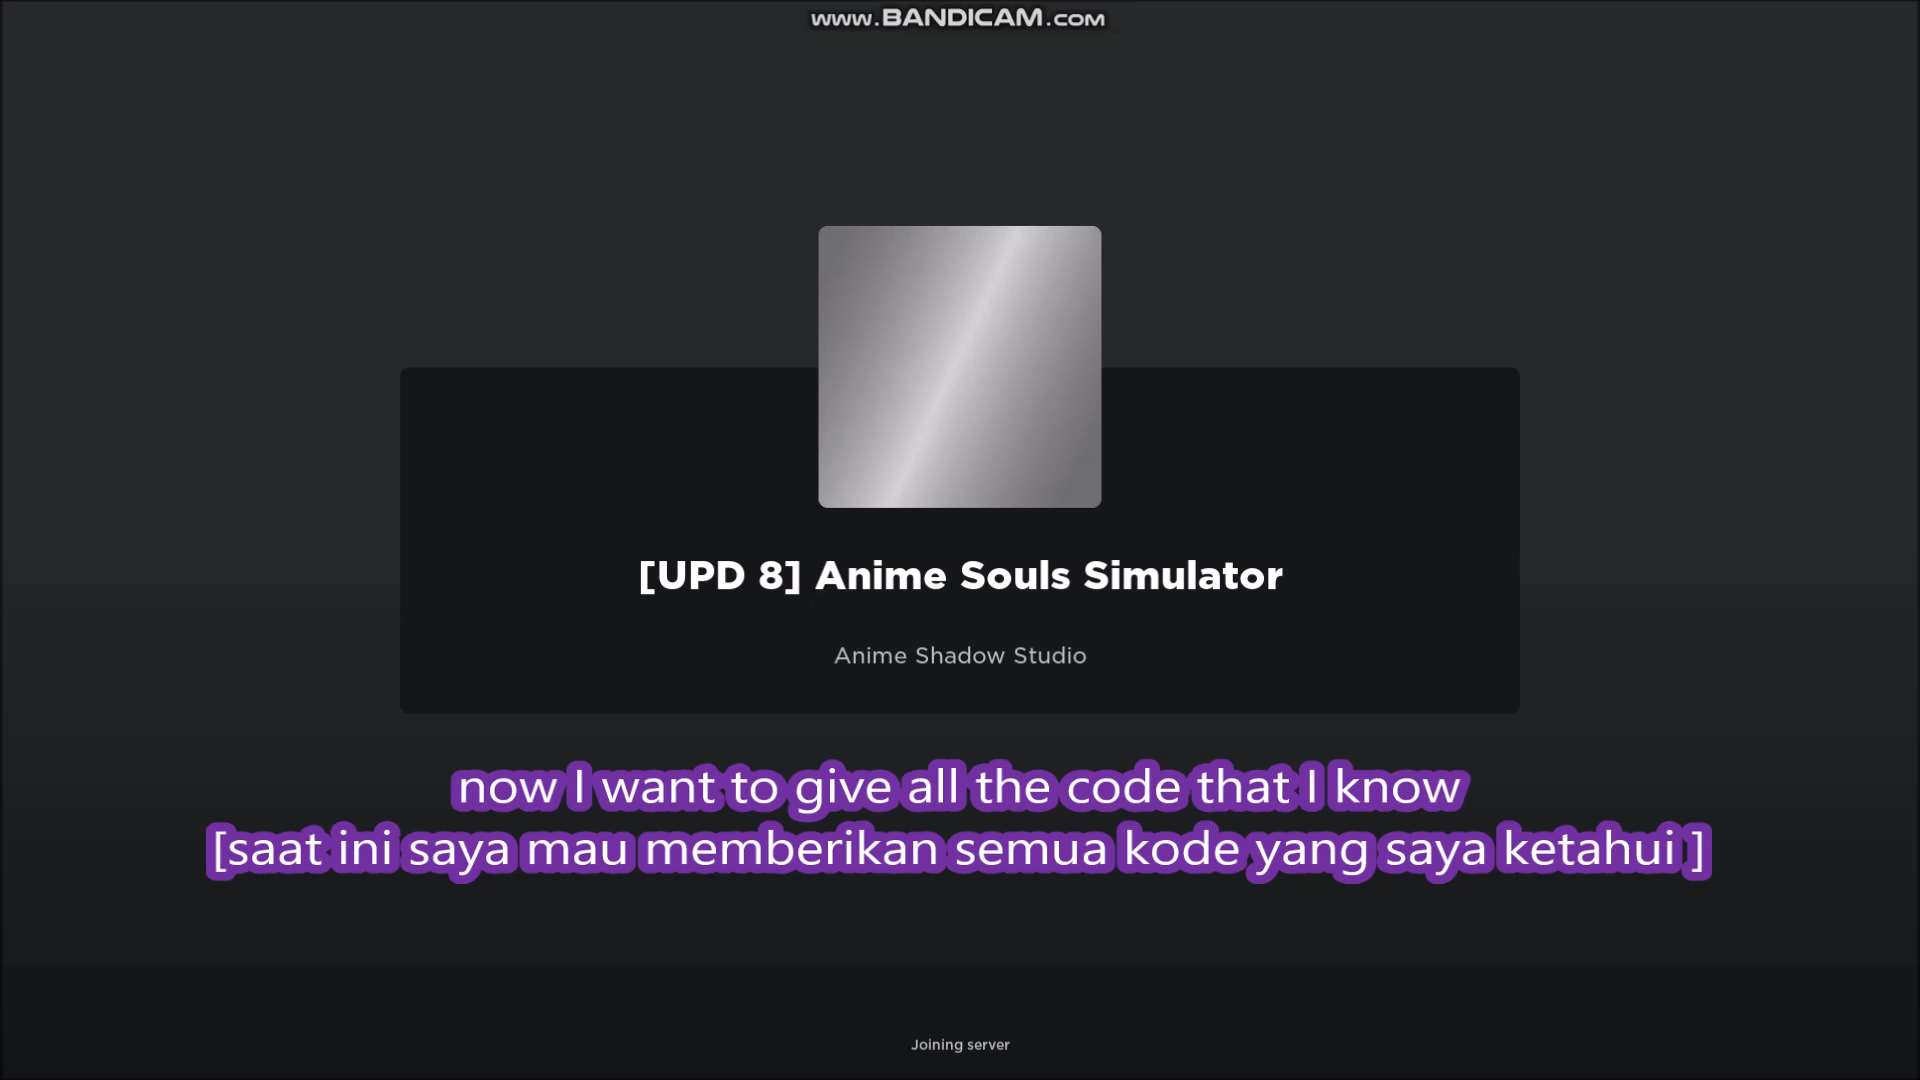 www.BANDICAM.com
[UPD 8] Anime Souls Simulator
Anime Shadow Studio
now I want to give all the code that I know
[saat ini saya mau memberikan semua kode yang saya ketahui ]
Joining server